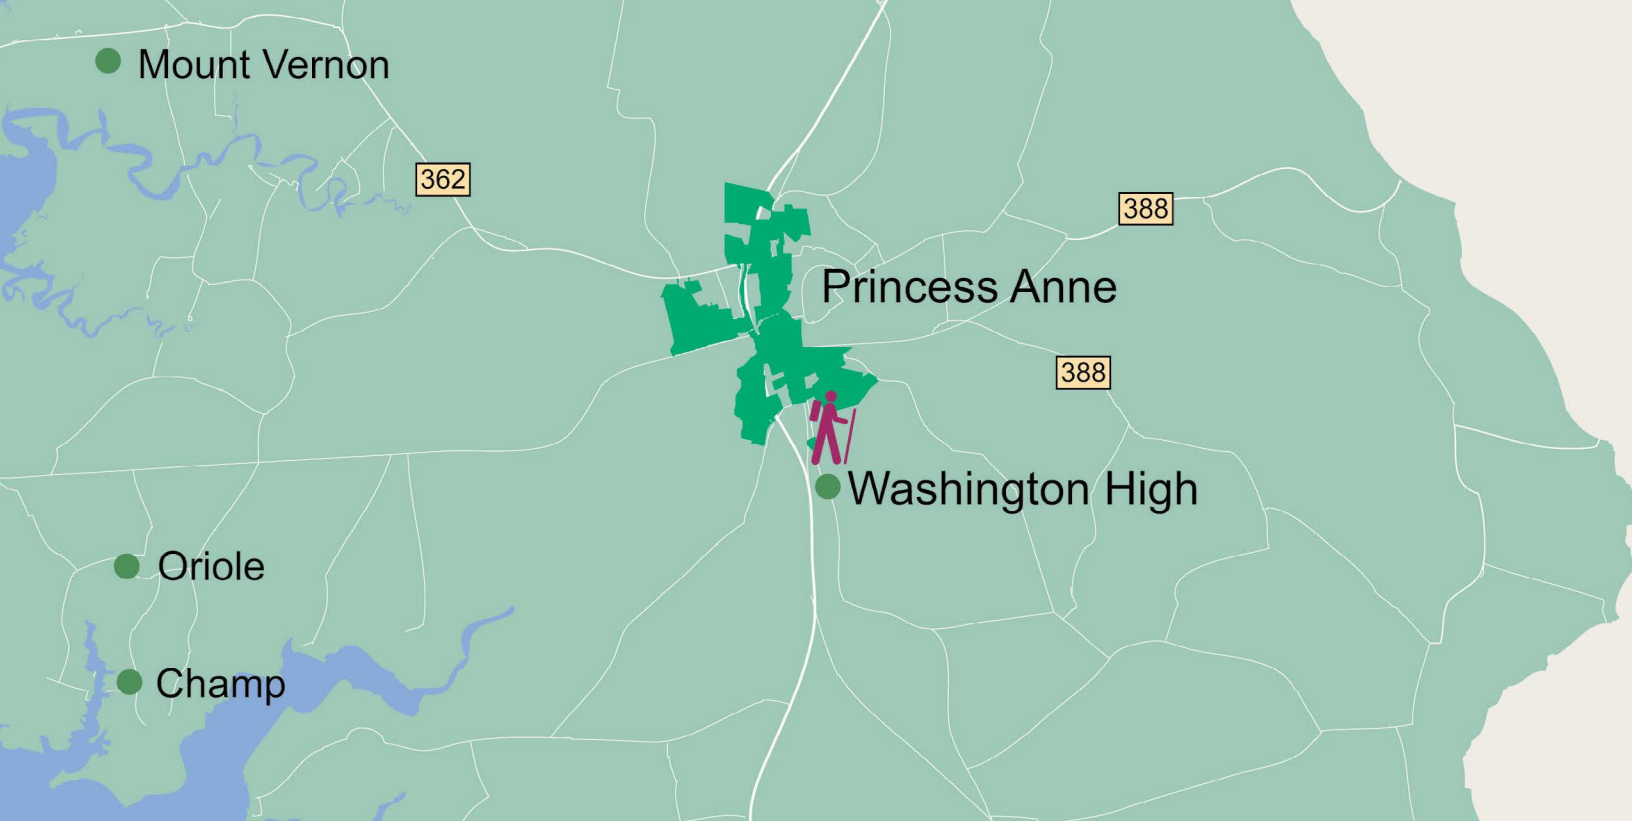 Mount Vernon
362
388
Princess Anne
388
Washington High
Oriole
Champ